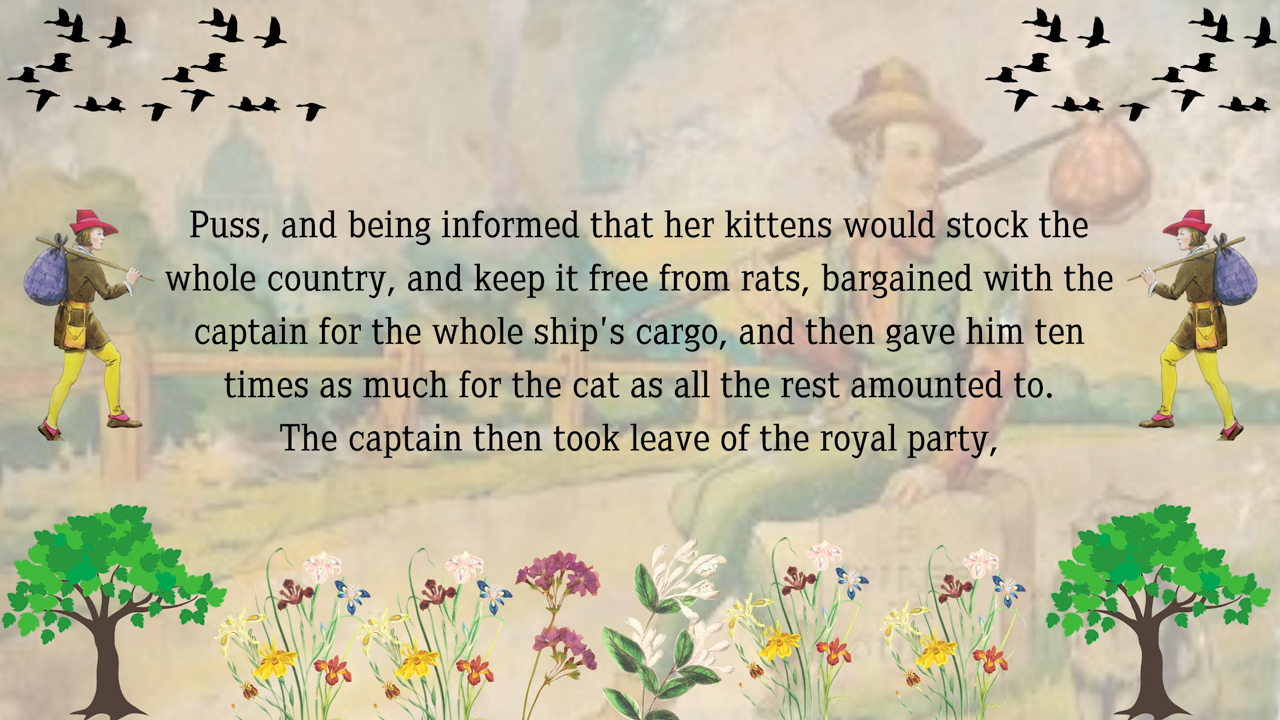 Puss, and being informed that her kittens would stock the
whole country, and keep it free from rats, bargained with the
captain for the whole ship's cargo, and then gave him ten
times as much for the cat as all the rest amounted to.
The captain then took leave of the royal party,